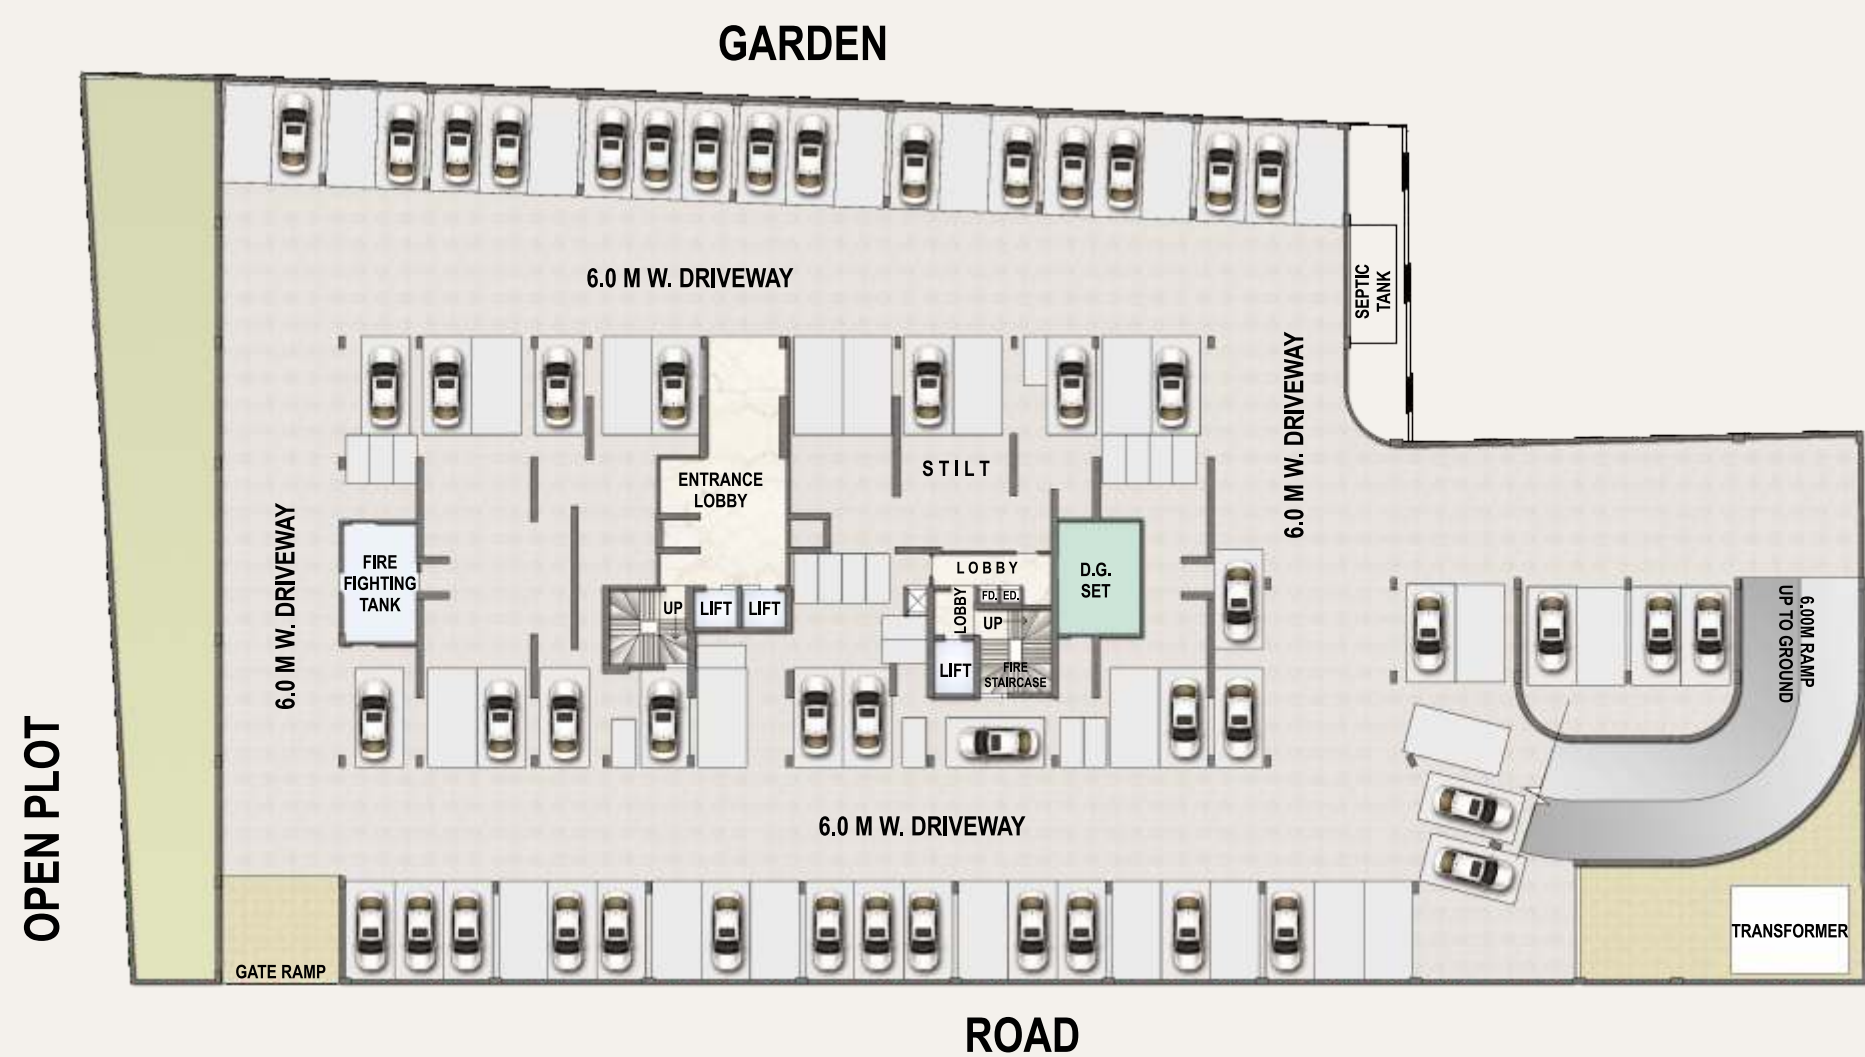 GARDEN
6.0 M W. DRIVEWAY
SEPTIC
TANK
6.0 M W. DRIVEWAY
STILT
ENTRANCE
LOBBY
6.0 M W. DRIVEWAY
FIRE
FIGHTING
TANK
UP
LIFT
LIFT
LOBBY
LOBBY
FD.
ED.
UP
LIFT
FIRE
STAIRCASE
D.G.
SET
6.00M RAMP
UP TO GROUND
OPEN PLOT
6.0 M W. DRIVEWAY
GATE RAMP
TRANSFORMER
ROAD